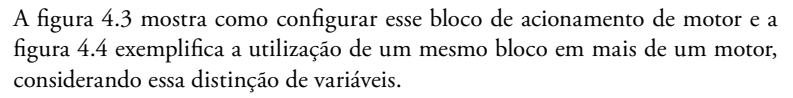 A figura 4.3 mostra como configurar esse bloco de acionamento de motor e a
figura 4.4 exemplifica a utilização de um mesmo bloco em mais de um motor,
considerando essa distinção de variáveis.